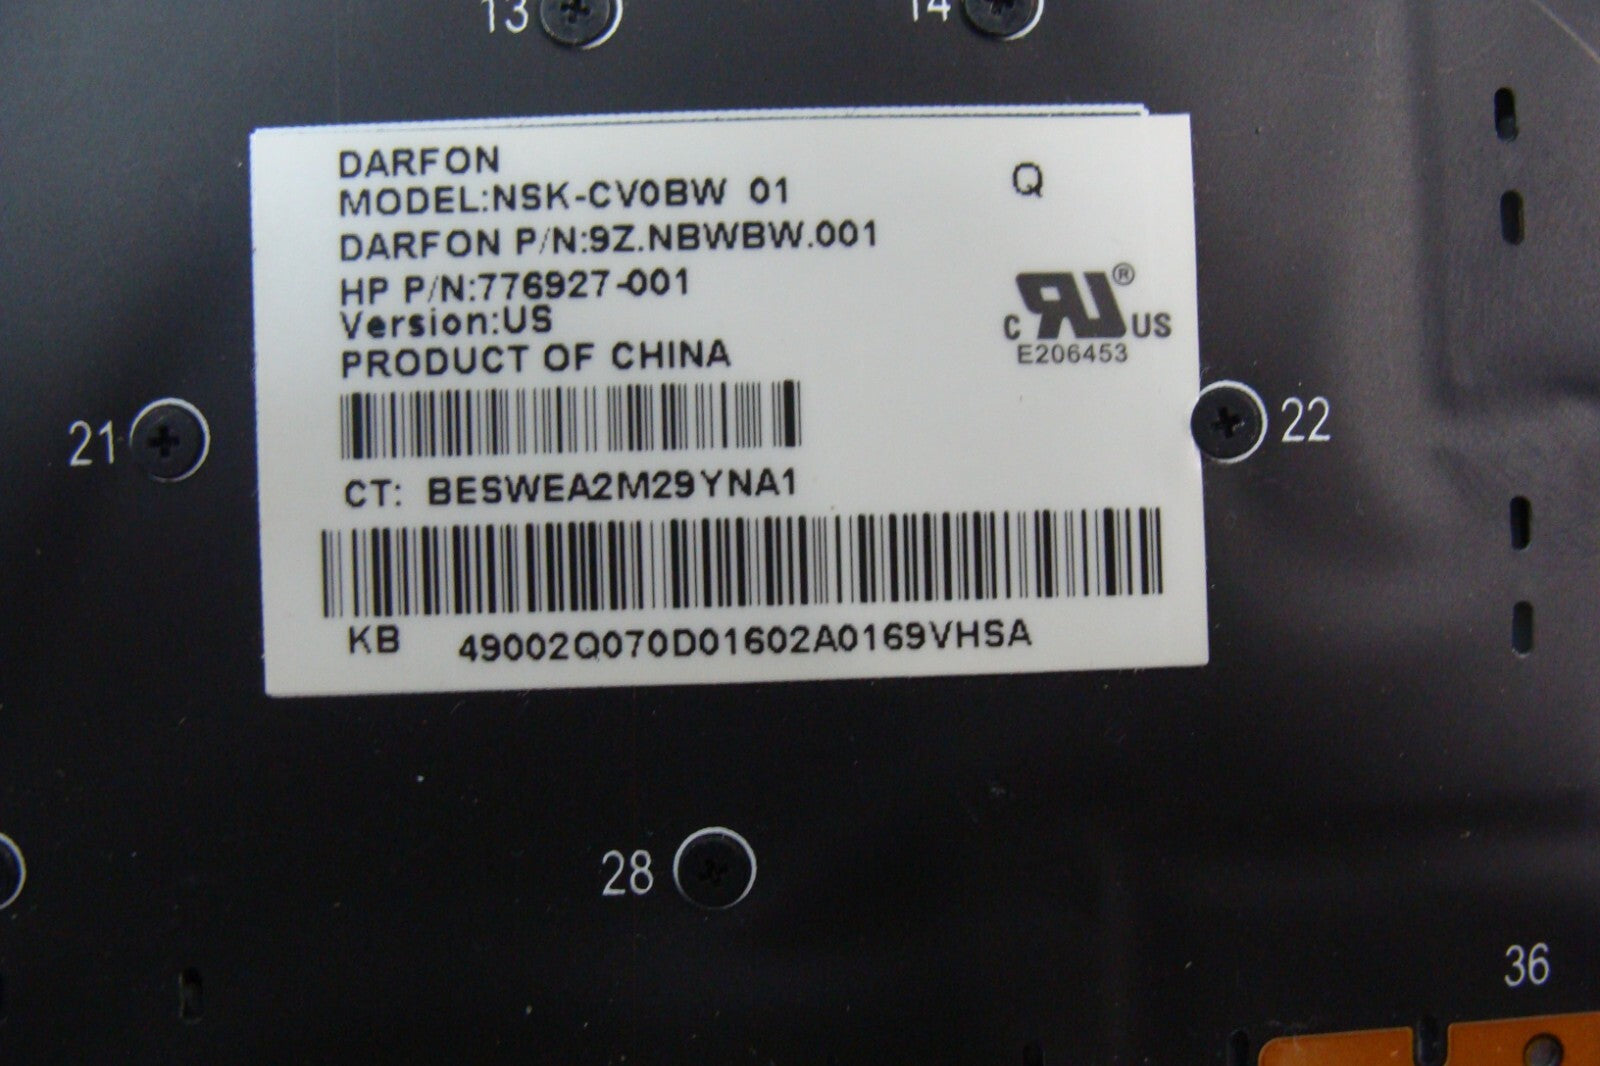 13
14
DARFON
MODEL:NSK-CV0BW 01
Q
DARFON P/N:9Z.NBWBW.001
HP P/N:776927-001
Version:US
PRODUCT OF CHINA
C RU ® US
E206453
21
22
CT: BESWEA2M29YNA1
KB 49002Q070D01602A0169VHSA
28
36